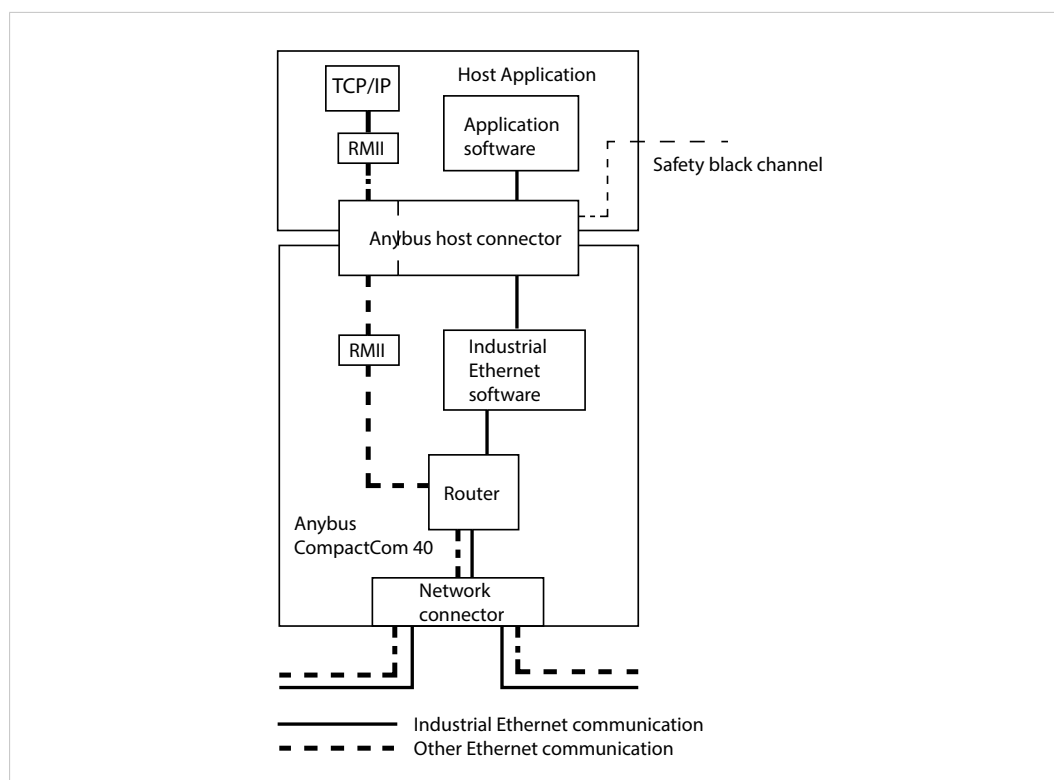 Host Application
TCP/IP
Application
software
RMII
Safety black channel
Anybus host connector
RMII
Industrial
Ethernet
software
Router
Anybus
CompactCom 40
Network
connector
Industrial Ethernet communication
Other Ethernet communication